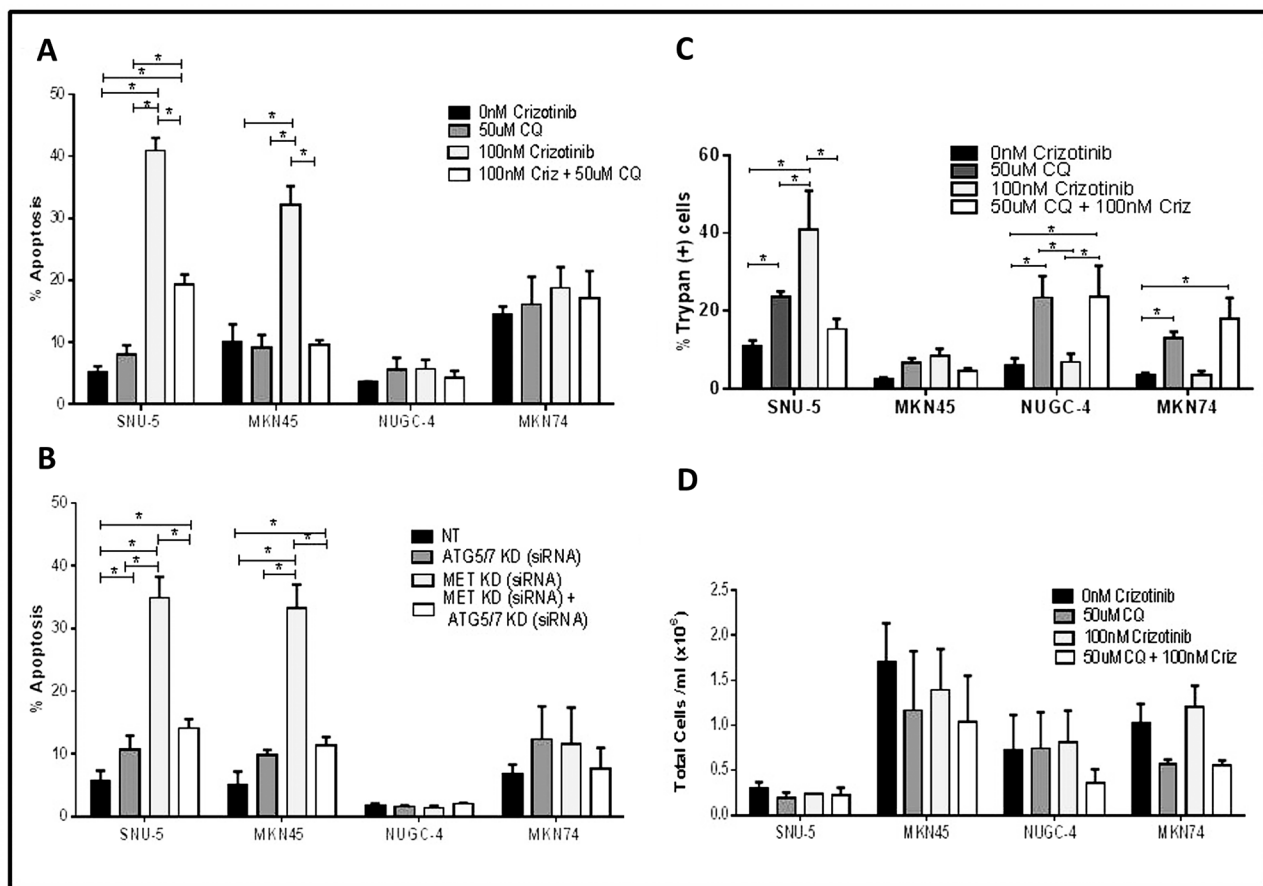 A
* 
*
*
* *
*
*
*
50
40
30
20
10
0
% Apoptosis
0nM Crizotinib
50uM CQ
100nM Crizotinib
100nM Criz + 50uM CQ
SNU-5 MKN45 NUGC-4 MKN74
B
*
*
*
*
*
*
*
*
*
50
40
30
20
10
0
% Apoptosis
NT
ATG5/7 KD (siRNA)
MET KD (siRNA)
MET KD (siRNA) +
ATG5/7 KD (siRNA)
SNU-5 MKN45 NUGC-4 MKN74
C
*
*
*
*
*
*
*
*
*
*
60
40
20
0
% Trypan (+) cells
0nM Crizotinib
50uM CQ
100nM Crizotinib
50uM CQ + 100nM Criz
SNU-5 MKN45 NUGC-4 MKN74
D
2.5
2.0
1.5
1.0
0.5
0.0
Total Cells /ml (x10⁶)
0nM Crizotinib
50uM CQ
100nM Crizotinib
50uM CQ + 100nM Criz
SNU-5 MKN45 NUGC-4 MKN74